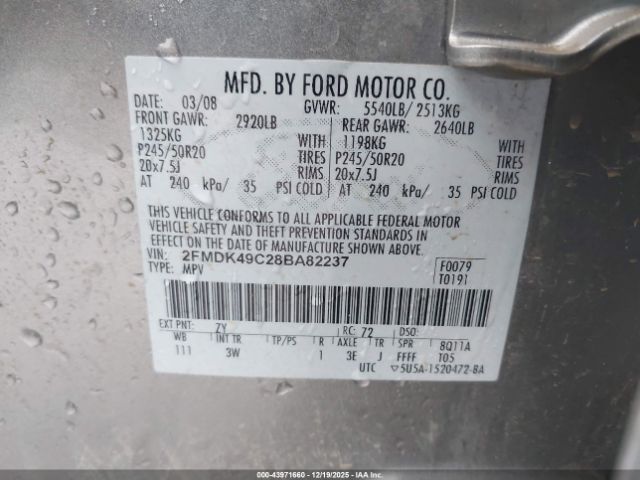 MFD. BY FORD MOTOR CO.
DATE: 03/08 GVWR: 5540LB/ 2513KG
FRONT GAWR: 2920LB REAR GAWR: 2640LB
1325KG WITH 1198KG WITH
P245/50R20 TIRES P245/50R20 TIRES
20x7.5J RIMS 20x7.5J RIMS
AT 240 kPa/ 35 PSI COLD AT 240 kPa/ 35 PSI COLD
THIS VEHICLE CONFORMS TO ALL APPLICABLE FEDERAL MOTOR
VEHICLE SAFETY AND THEFT PREVENTION STANDARDS IN
EFFECT ON THE DATE OF MANUFACTURE SHOWN ABOVE.
VIN: 2FMDK49C28BA82237 F0079
TYPE: MPV T0191
EXT PNT: ZY RC: 72 DSO:
WB INT TR TP/PS R AXLE TR SPR 8Q11A
111 3W 1 3E J FFFF T05
UTC ▽5U5A-1520472-BA
OWNER: #00 - 43971660 - 12/19/2025 - IAA Inc.